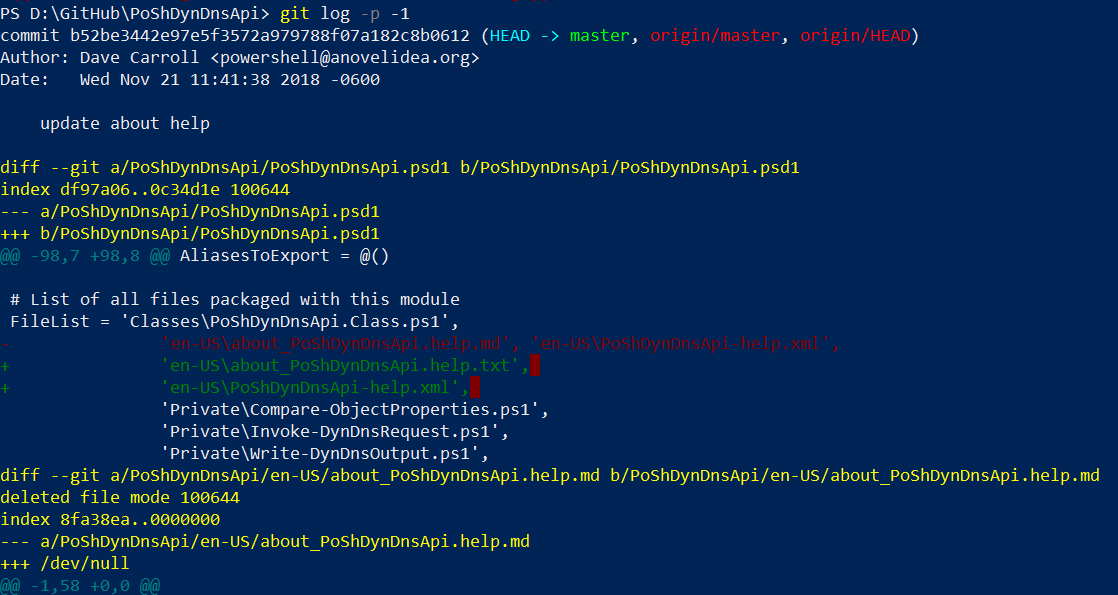 PS D:\GitHub\PoShDynDnsApi> git log -p -1
commit b52be3442e97e5f3572a979788f07a182c8b0612 (HEAD -> master, origin/master, origin/HEAD)
Author: Dave Carroll <powershell@anovelidea.org>
Date:   Wed Nov 21 11:41:38 2018 -0600

    update about help

diff --git a/PoShDynDnsApi/PoShDynDnsApi.psd1 b/PoShDynDnsApi/PoShDynDnsApi.psd1
index df97a06..0c34d1e 100644
--- a/PoShDynDnsApi/PoShDynDnsApi.psd1
+++ b/PoShDynDnsApi/PoShDynDnsApi.psd1
@@ -98,7 +98,8 @@ AliasesToExport = @()

 # List of all files packaged with this module
 FileList = 'Classes\PoShDynDnsApi.Class.ps1',
-               'en-US\about_PoShDynDnsApi.help.md', 'en-US\PoShDynDnsApi-help.xml',
+               'en-US\about_PoShDynDnsApi.help.txt',
+               'en-US\PoShDynDnsApi-help.xml',
                'Private\Compare-ObjectProperties.ps1',
                'Private\Invoke-DynDnsRequest.ps1',
                'Private\Write-DynDnsOutput.ps1',
diff --git a/PoShDynDnsApi/en-US/about_PoShDynDnsApi.help.md b/PoShDynDnsApi/en-US/about_PoShDynDnsApi.help.md
deleted file mode 100644
index 8fa38ea..0000000
--- a/PoShDynDnsApi/en-US/about_PoShDynDnsApi.help.md
+++ /dev/null
@@ -1,58 +0,0 @@